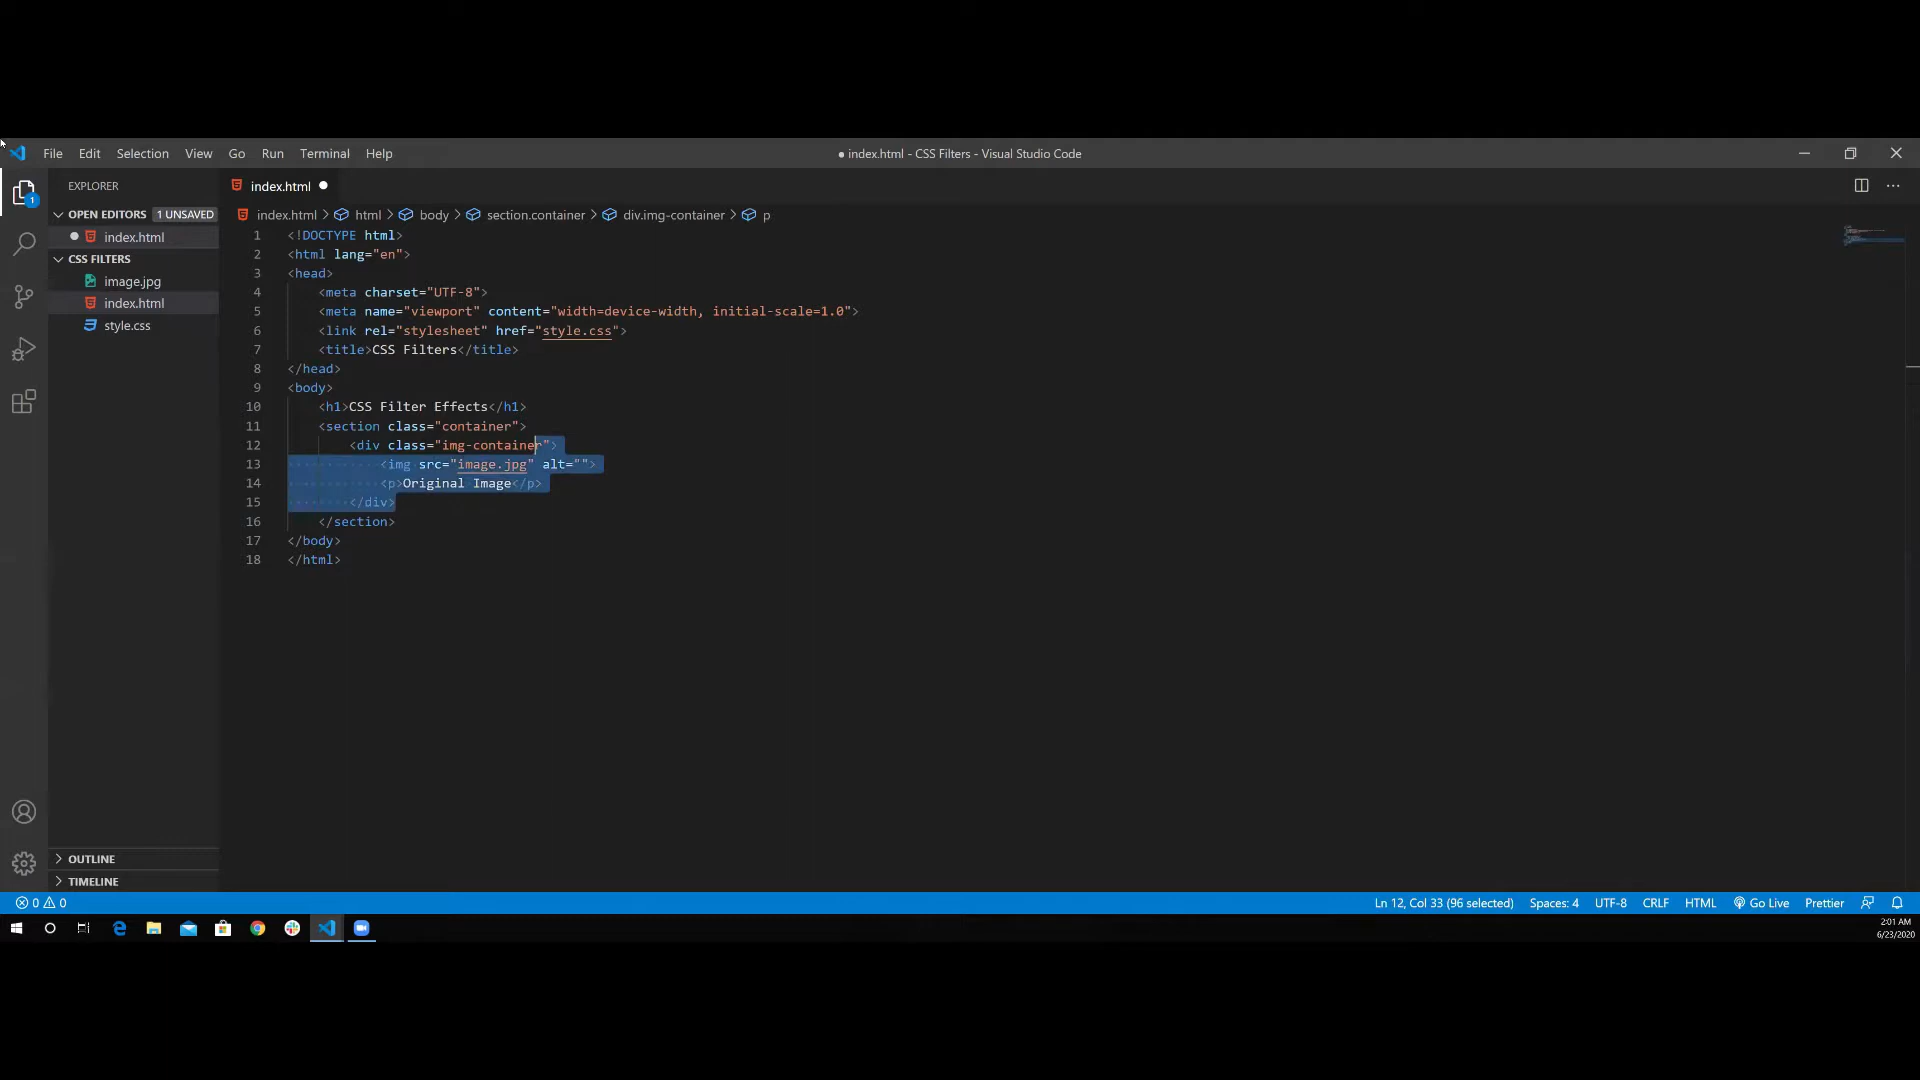 File Edit Selection View Go Run Terminal Help
● index.html - CSS Filters - Visual Studio Code
EXPLORER
index.html
OPEN EDITORS 1 UNSAVED
index.html > html > body > section.container > div.img-container > p
1
index.html
CSS FILTERS
image.jpg
index.html
style.css
1 <!DOCTYPE html>
2 <html lang="en">
3 <head>
4 <meta charset="UTF-8">
5 <meta name="viewport" content="width=device-width, initial-scale=1.0">
6 <link rel="stylesheet" href="style.css">
7 <title>CSS Filters</title>
8 </head>
9 <body>
10 <h1>CSS Filter Effects</h1>
11 <section class="container">
12 <div class="img-container">
13 <img src="image.jpg" alt="">
14 <p>Original Image</p>
15 </div>
16 </section>
17 </body>
18 </html>
OUTLINE
TIMELINE
0 0
Ln 12, Col 33 (96 selected) Spaces: 4 UTF-8 CRLF HTML Go Live Prettier
2:01 AM
6/23/2020